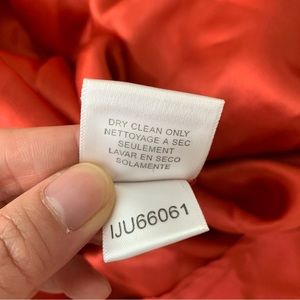 DRY CLEAN ONLY
NETTOYAGE A SEC
SEULEMENT
LAVAR EN SECO
SOLAMENTE
IJU66061